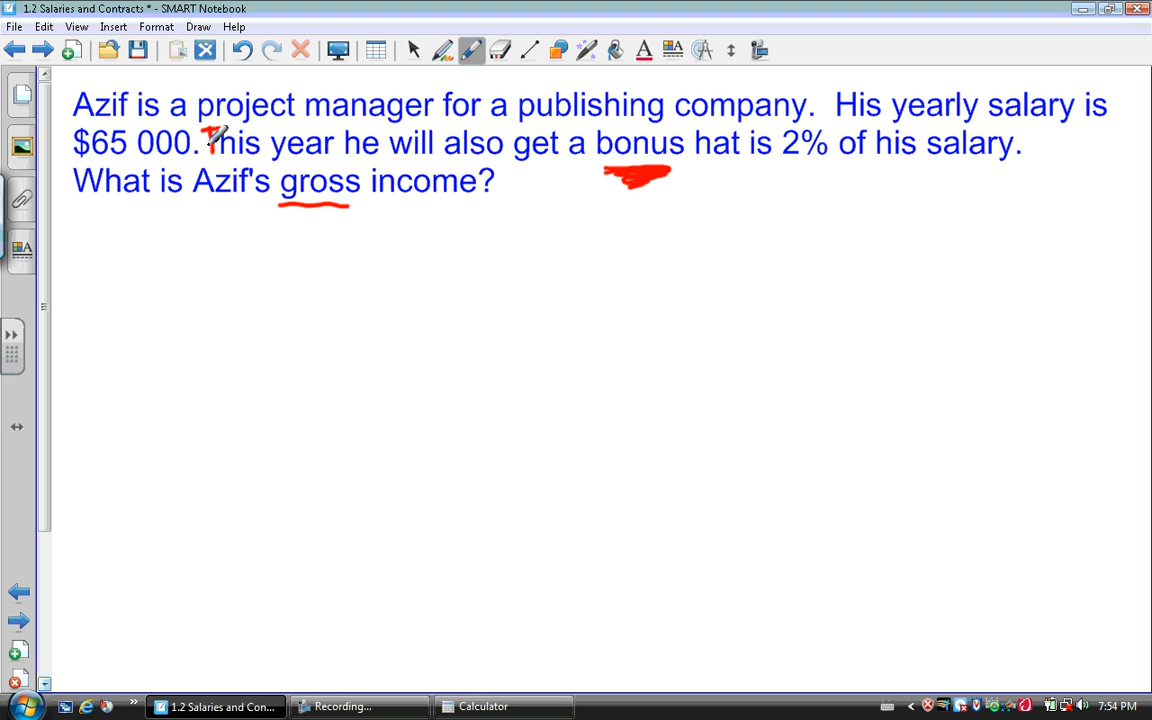 1.2 Salaries and Contracts * - SMART Notebook
File Edit View Insert Format Draw Help
Azif is a project manager for a publishing company. His yearly salary is
$65 000. This year he will also get a bonus hat is 2% of his salary.
What is Azif's gross income?
1.2 Salaries and Con... Recording... Calculator 7:54 PM